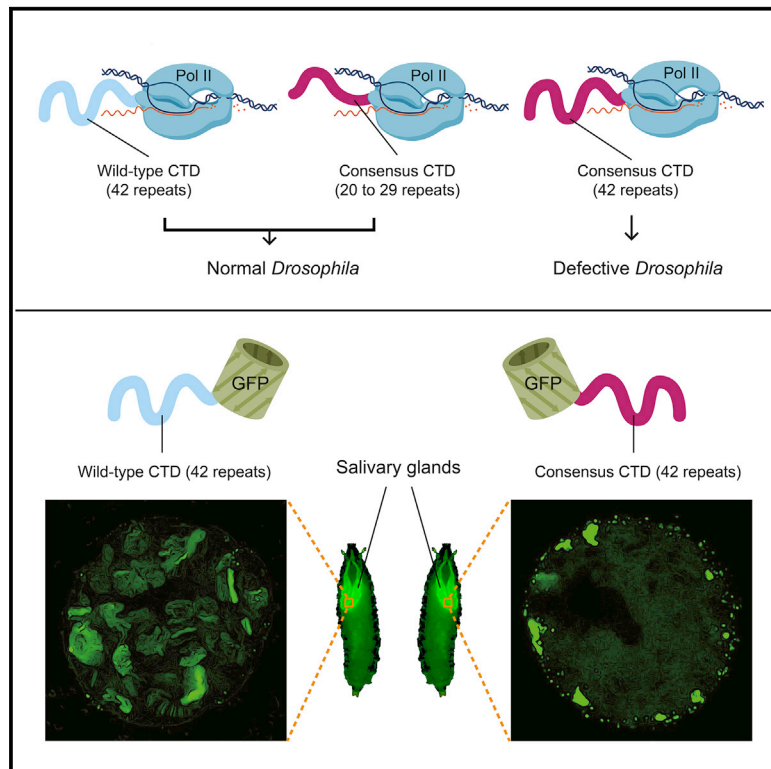 Pol II
Pol II
Pol II
Wild-type CTD
(42 repeats)
Consensus CTD
(20 to 29 repeats)
Consensus CTD
(42 repeats)
Normal Drosophila
Defective Drosophila
GFP
GFP
Wild-type CTD (42 repeats)
Salivary glands
Consensus CTD (42 repeats)